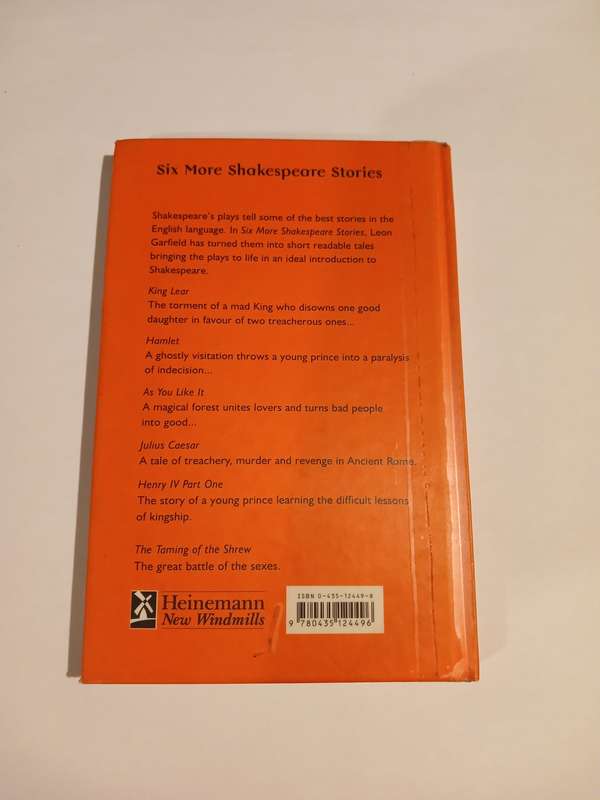 Six More Shakespeare Stories
Shakespeare's plays tell some of the best stories in the
English language. In Six More Shakespeare Stories, Leon
Garfield has turned them into short readable tales
bringing the plays to life in an ideal introduction to
Shakespeare.
King Lear
The torment of a mad King who disowns one good
daughter in favour of two treacherous ones...
Hamlet
A ghostly visitation throws a young prince into a paralysis
of indecision...
As You Like It
A magical forest unites lovers and turns bad people
into good...
Julius Caesar
A tale of treachery, murder and revenge in Ancient Rome.
Henry IV Part One
The story of a young prince learning the difficult lessons
of kingship.
The Taming of the Shrew
The great battle of the sexes.
Heinemann
New Windmills
ISBN 0-435-12449-8
9 780435 124496